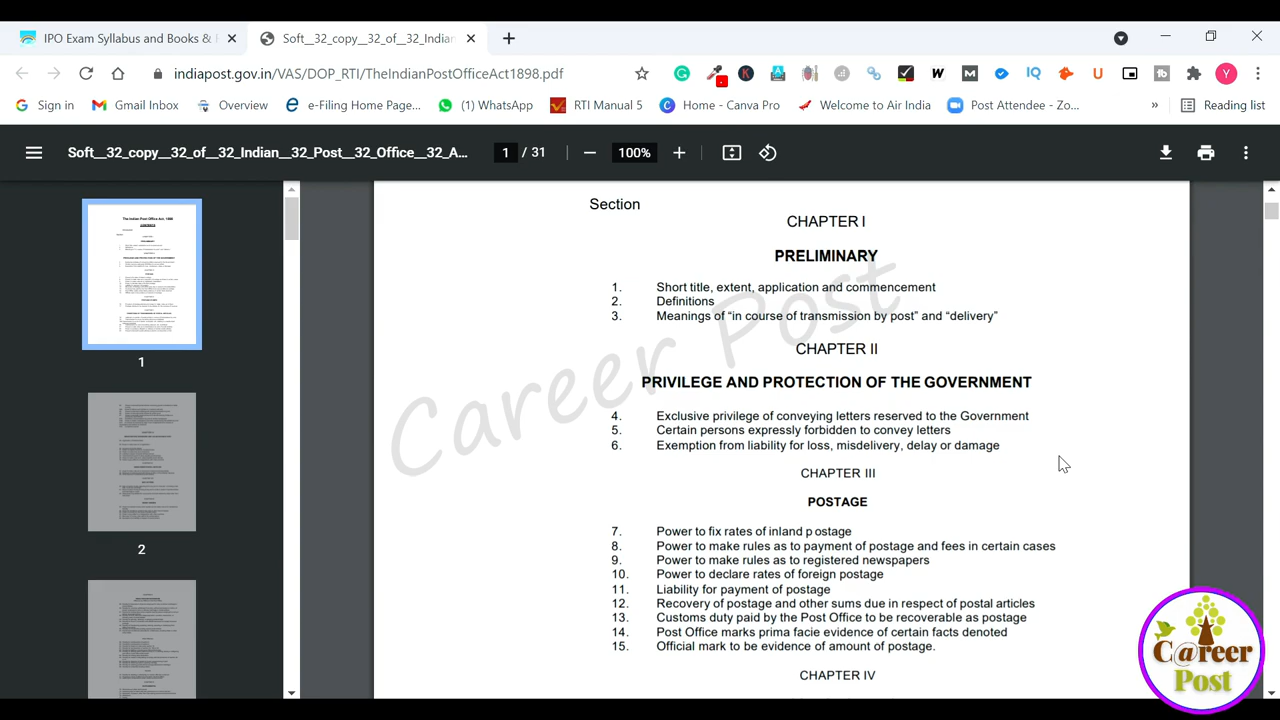 IPO Exam Syllabus and Books &
Soft__32_copy__32_of__32_Indian
indiapost.gov.in/VAS/DOP_RTI/TheIndianPostOfficeAct1898.pdf
Sign in
Gmail Inbox
Overview
e-Filing Home Page...
(1) WhatsApp
RTI Manual 5
Home - Canva Pro
Welcome to Air India
Post Attendee - Zo...
»
Reading list
Soft__32_copy__32_of__32_Indian__32_Post__32_Office__32_A...
1 / 31
100%
Section
CHAPTER I
PRELIMINARY
1. Short title, extent, application and commencement
2. Definitions
3. Meanings of “in course of transmission by post” and “delivery”
CHAPTER II
PRIVILEGE AND PROTECTION OF THE GOVERNMENT
4. Exclusive privilege of conveying letters reserved to the Government
5. Certain persons expressly forbidden to convey letters
6. Exemption from liability for loss, misdelivery, delay or damage
CHAPTER III
POSTAGE
7. Power to fix rates of inland p ostage
8. Power to make rules as to payment of postage and fees in certain cases
9. Power to make rules as to registered newspapers
10. Power to declare rates of foreign postage
11. Liability for payment of postage
12. Recovery of postage and other sums due in respect of postal articles
13. Customs duty paid by the Post Office to be recoverable as postage
14. Post Office marks prima facie evidence of certain facts denoted
15. Official mark to be evidence of amount of postage.
CHAPTER IV
Career Post
The Indian Post Office Act, 1898
1
2
C@reer
Post